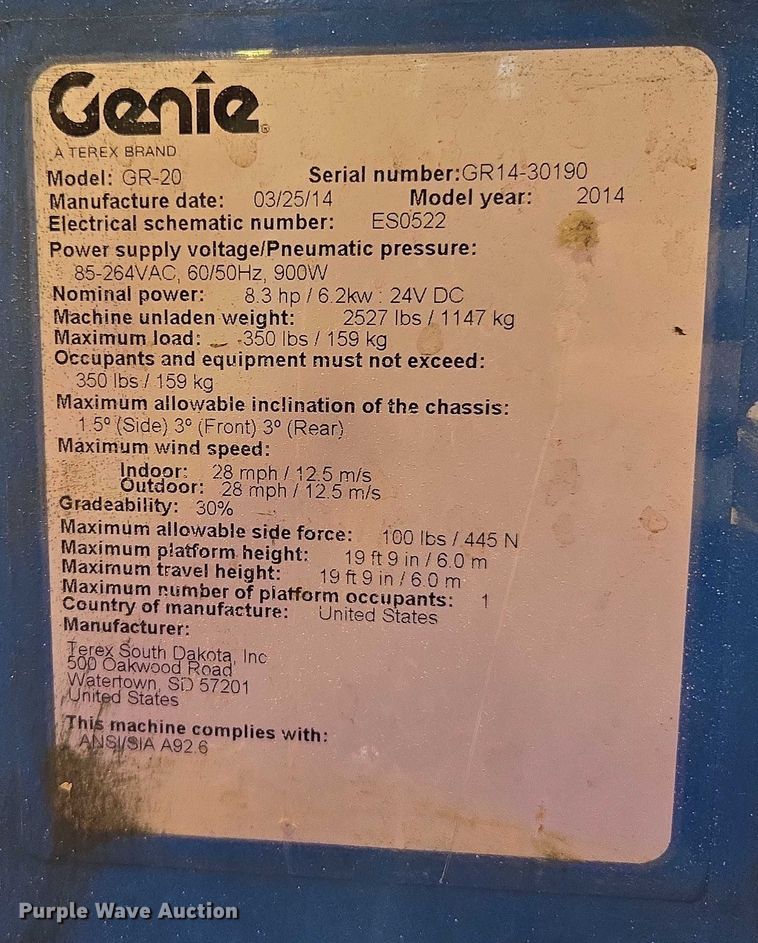 Genie
A TEREX BRAND
Model: GR-20 Serial number:GR14-30190
Manufacture date: 03/25/14 Model year: 2014
Electrical schematic number: ES0522
Power supply voltage/Pneumatic pressure:
85-264VAC, 60/50Hz, 900W
Nominal power: 8.3 hp / 6.2kw : 24V DC
Machine unladen weight: 2527 lbs / 1147 kg
Maximum load: 350 lbs / 159 kg
Occupants and equipment must not exceed:
350 lbs / 159 kg
Maximum allowable inclination of the chassis:
1.5º (Side) 3º (Front) 3º (Rear)
Maximum wind speed:
Indoor: 28 mph / 12.5 m/s
Outdoor: 28 mph / 12.5 m/s
Gradeability: 30%
Maximum allowable side force: 100 lbs / 445 N
Maximum platform height: 19 ft 9 in / 6.0 m
Maximum travel height: 19 ft 9 in / 6.0 m
Maximum number of platform occupants: 1
Country of manufacture: United States
Manufacturer:
Terex South Dakota, Inc
500 Oakwood Road
Watertown, SD 57201
United States
This machine complies with:
ANSI/SIA A92.6
Purple Wave Auction